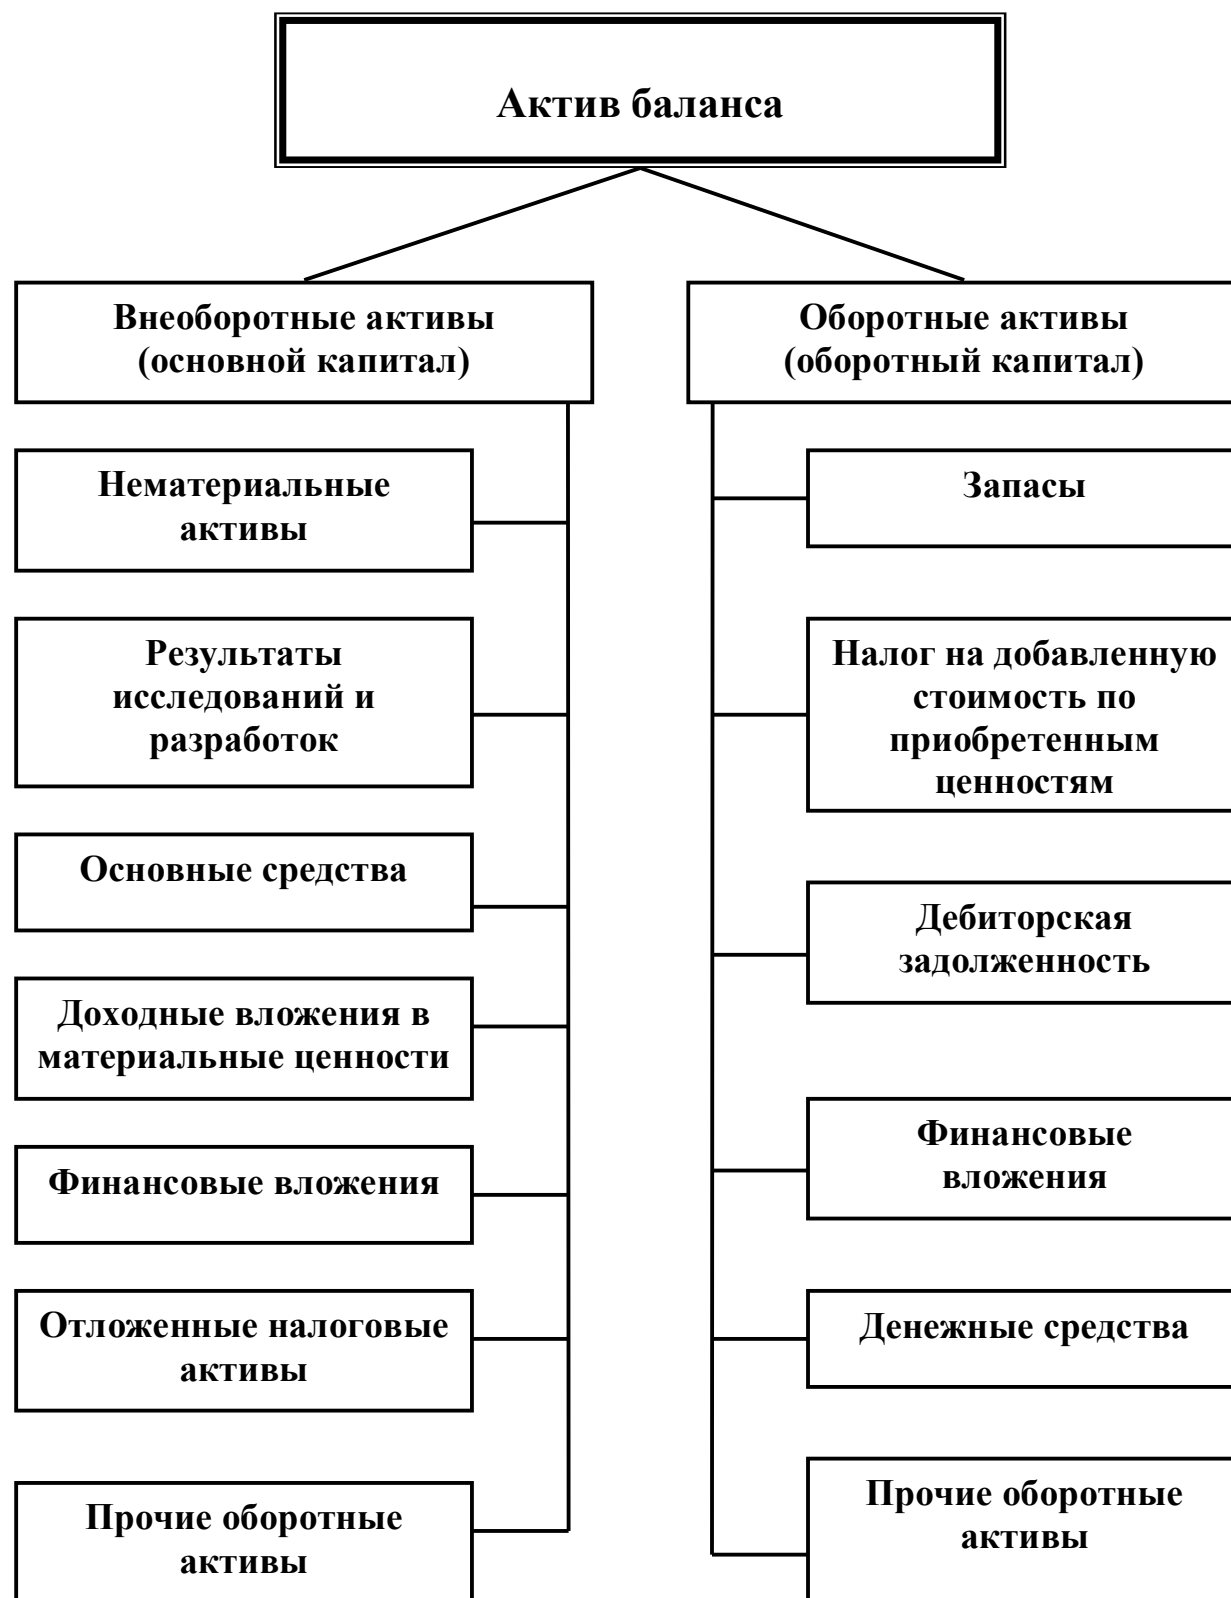 Актив баланса
Внеоборотные активы
(основной капитал)
Нематериальные
активы
Результаты
исследований и
разработок
Основные средства
Доходные вложения в
материальные ценности
Финансовые вложения
Отложенные налоговые
активы
Прочие оборотные
активы
Оборотные активы
(оборотный капитал)
Запасы
Налог на добавленную
стоимость по
приобретенным
ценностям
Дебиторская
задолженность
Финансовые
вложения
Денежные средства
Прочие оборотные
активы